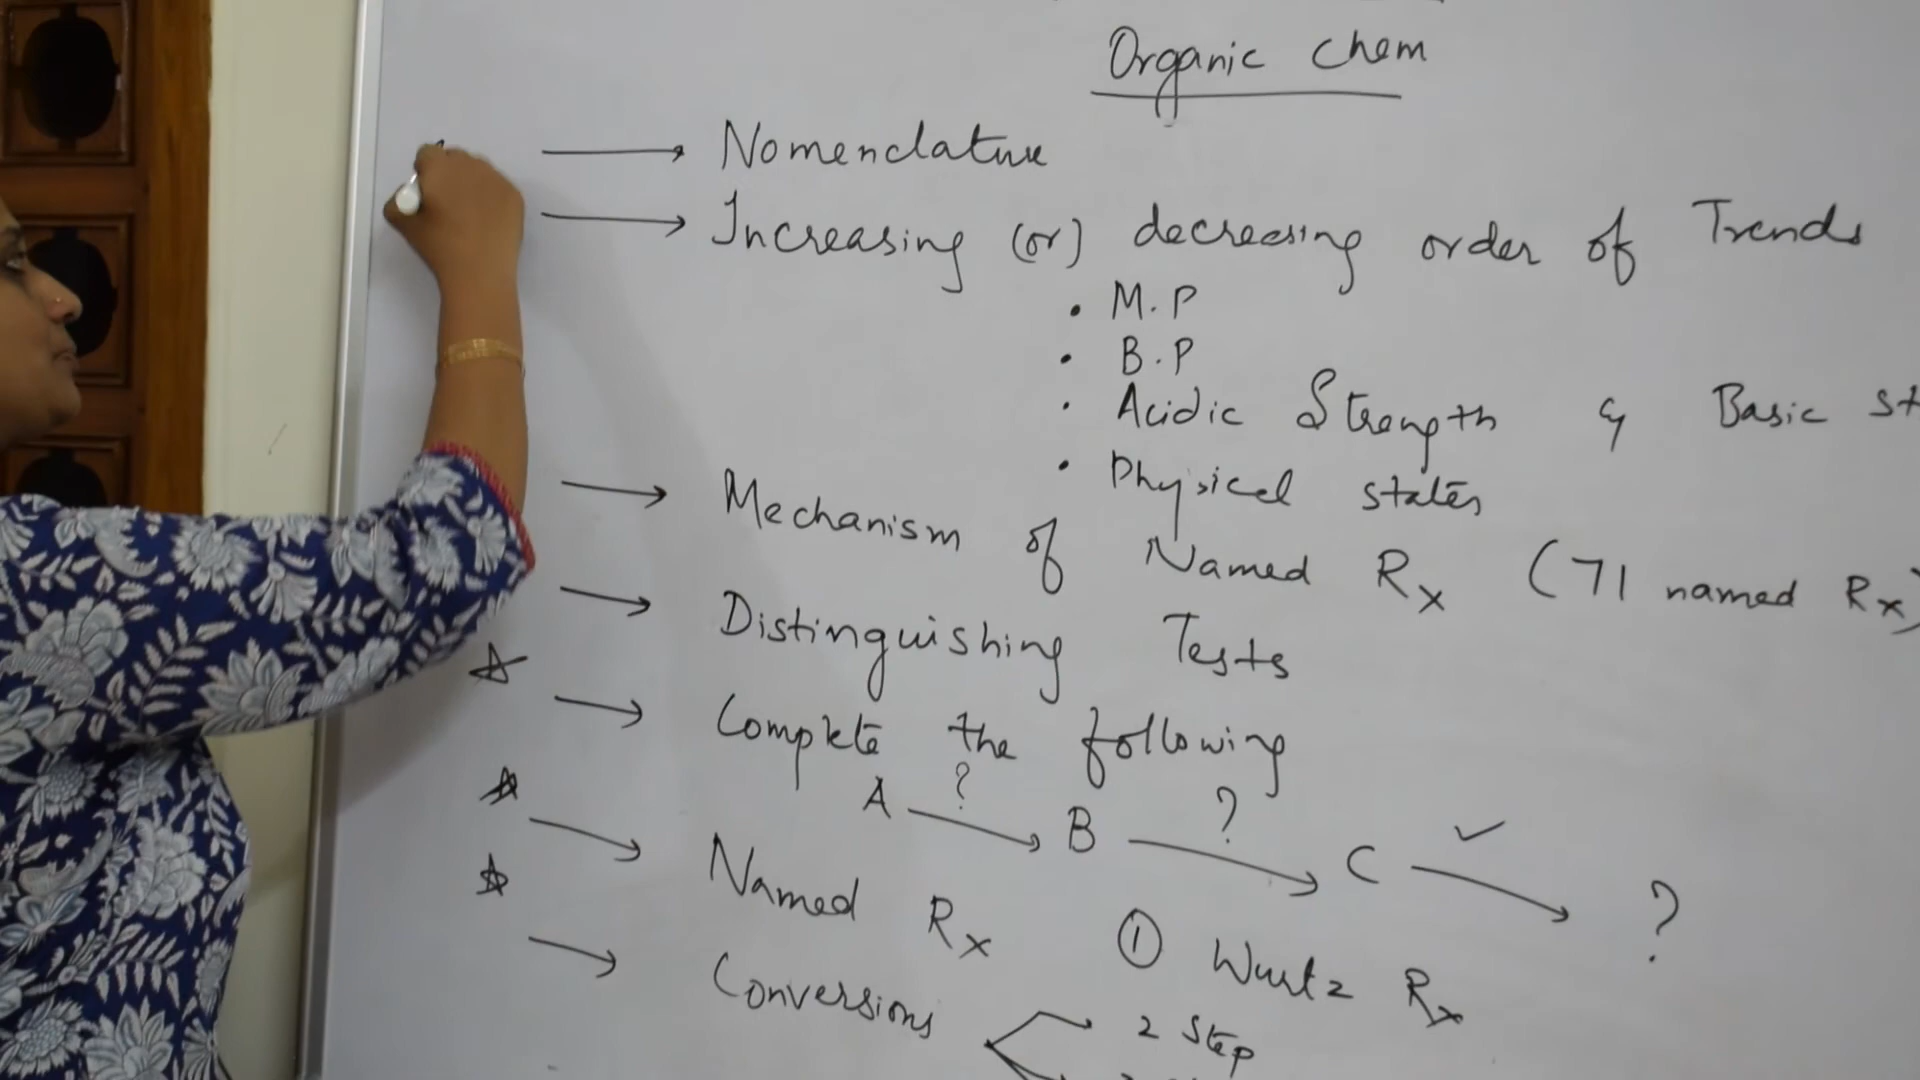 Organic Chem
→ Nomenclature
→ Increasing (or) decreasing order of Trends
• M.P
• B.P
• Acidic Strength & Basic st
• Physical states
→ Mechanism of Named Rx (71 named Rx)
→ Distinguishing Tests
☆ → Complete the following
A →? B →? C →✓ ?
☆ → Named Rx ① Wurtz Rx
☆ → Conversions → 2 Step